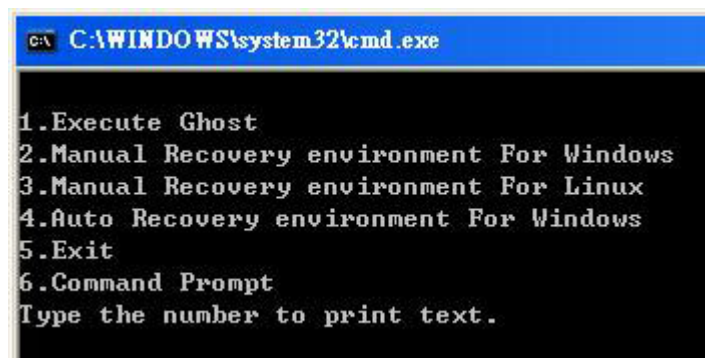 C:\WINDOWS\system32\cmd.exe
1.Execute Ghost
2.Manual Recovery environment For Windows
3.Manual Recovery environment For Linux
4.Auto Recovery environment For Windows
5.Exit
6.Command Prompt
Type the number to print text.